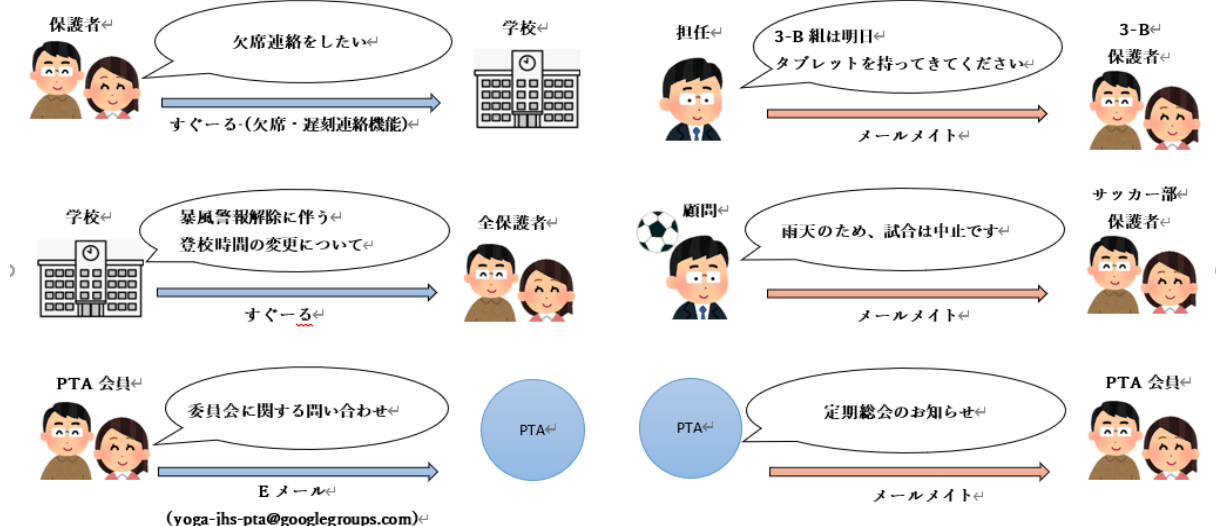 保護者
欠席連絡をしたい
学校
すぐーる-(欠席・遅刻連絡機能)
担任
3-B 組は明日
タブレットを持ってきてください
3-B
保護者
メールメイト
学校
暴風警報解除に伴う
登校時間の変更について
全保護者
すぐーる
顧問
雨天のため、試合は中止です
サッカー部
保護者
メールメイト
PTA 会員
委員会に関する問い合わせ
PTA
E メール
(yoga-jhs-pta@googlegroups.com)
PTA
定期総会のお知らせ
PTA 会員
メールメイト